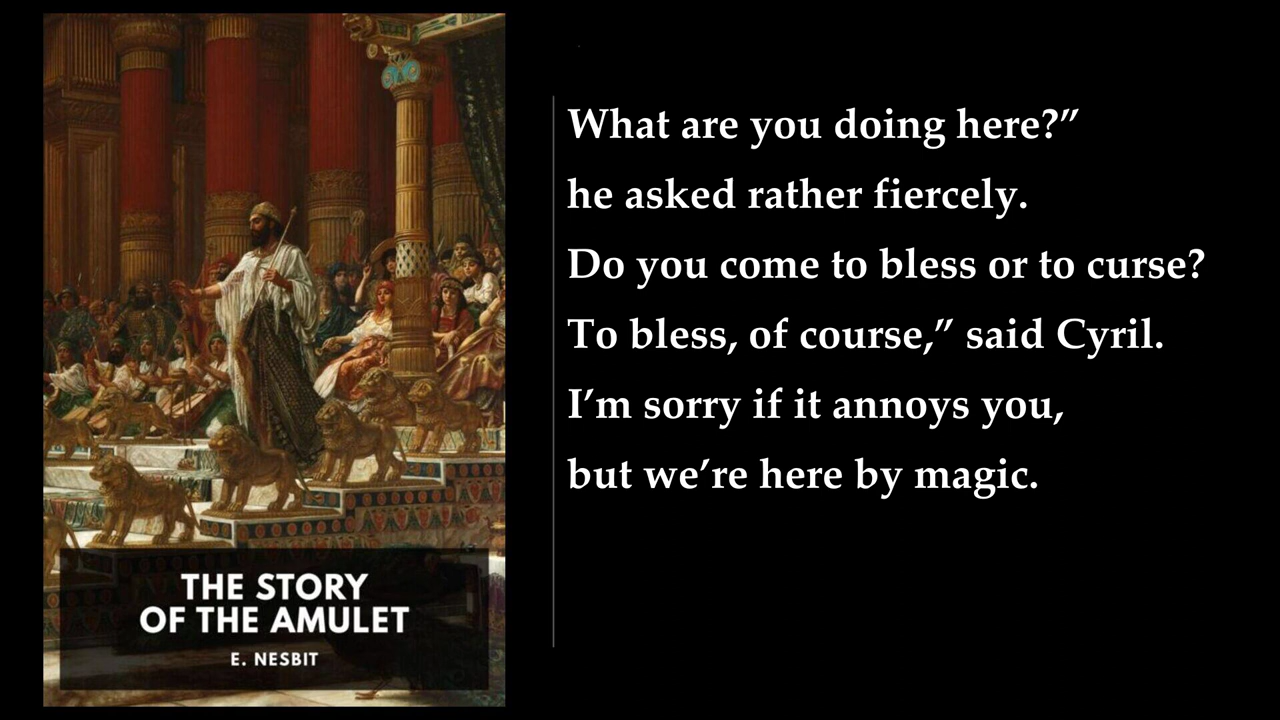 THE STORY
OF THE AMULET
E. NESBIT
What are you doing here?”
he asked rather fiercely.
Do you come to bless or to curse?
To bless, of course,” said Cyril.
I’m sorry if it annoys you,
but we’re here by magic.